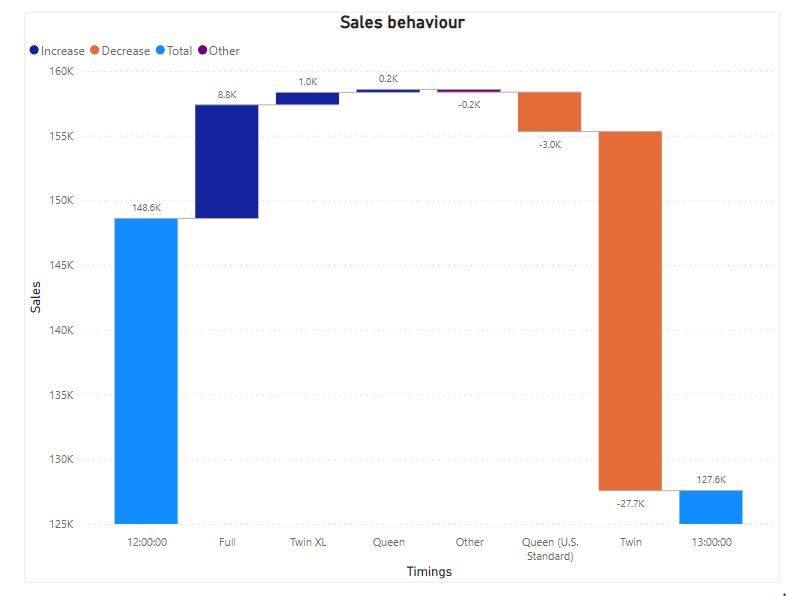 Sales behaviour
Increase Decrease Total Other
160K
155K
150K
145K
140K
135K
130K
125K
Sales
148.6K
8.8K
1.0K
0.2K
-0.2K
-3.0K
-27.7K
127.6K
12:00:00 Full Twin XL Queen Other Queen (U.S. Twin 13:00:00
Standard)
Timings